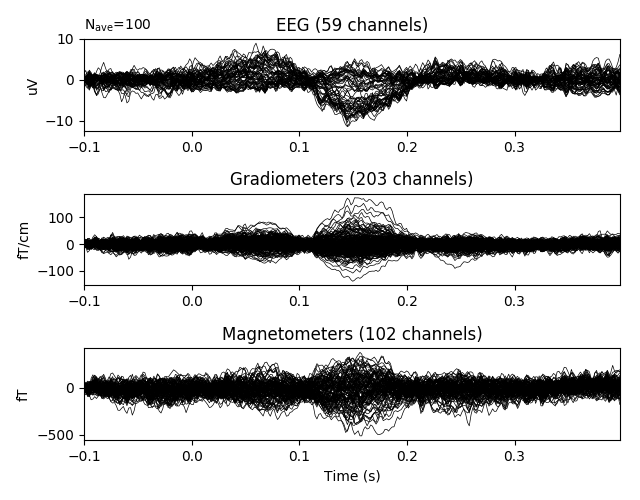 Nave=100
EEG (59 channels)
10
0
−10
uV
−0.1 0.0 0.1 0.2 0.3
Gradiometers (203 channels)
100
0
−100
fT/cm
−0.1 0.0 0.1 0.2 0.3
Magnetometers (102 channels)
0
−500
fT
−0.1 0.0 0.1 0.2 0.3
Time (s)